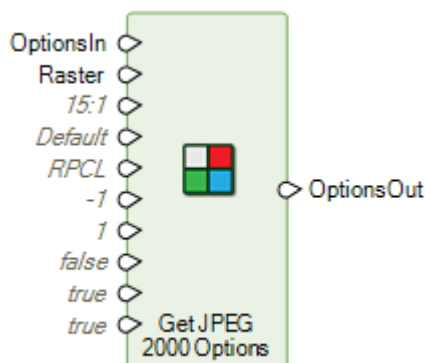 OptionsIn
Raster
15:1
Default
RPCL
-1
1
false
true
true
OptionsOut
Get JPEG
2000 Options